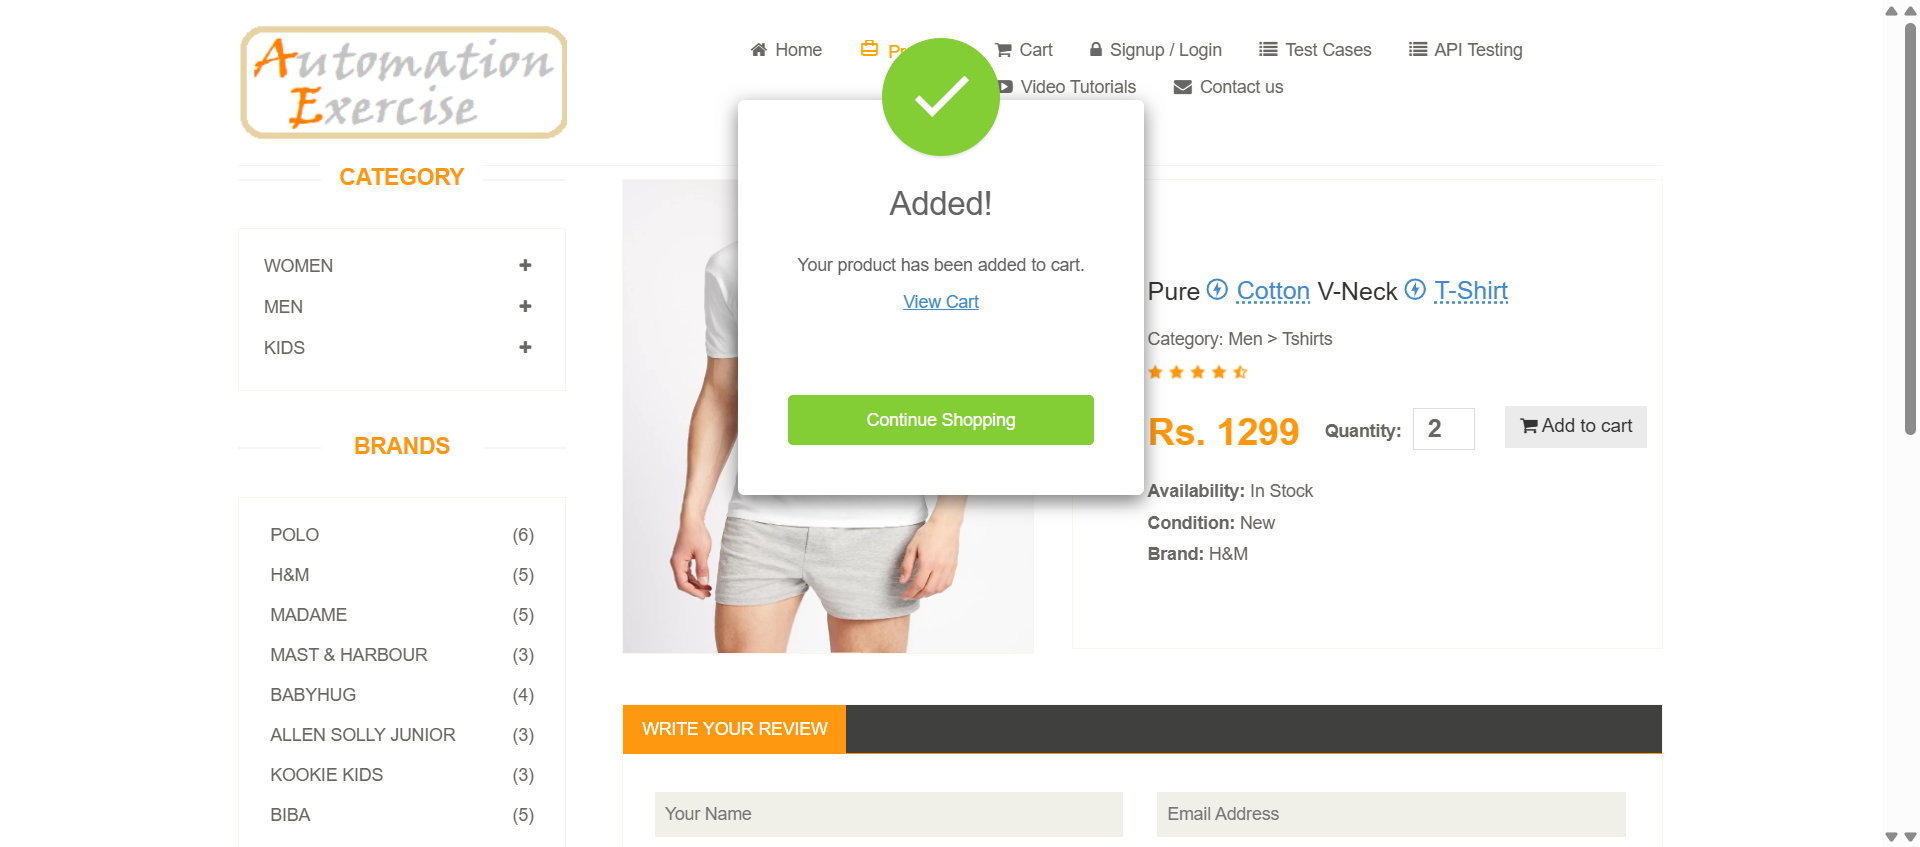 Automation
Exercise
Home
Cart
Signup / Login
Test Cases
API Testing
Video Tutorials
Contact us
CATEGORY
WOMEN
MEN
KIDS
BRANDS
POLO (6)
H&M (5)
MADAME (5)
MAST & HARBOUR (3)
BABYHUG (4)
ALLEN SOLLY JUNIOR (3)
KOOKIE KIDS (3)
BIBA (5)
Added!
Your product has been added to cart.
View Cart
Continue Shopping
Pure Cotton V-Neck T-Shirt
Category: Men > Tshirts
Rs. 1299 Quantity: 2 Add to cart
Availability: In Stock
Condition: New
Brand: H&M
WRITE YOUR REVIEW
Your Name
Email Address